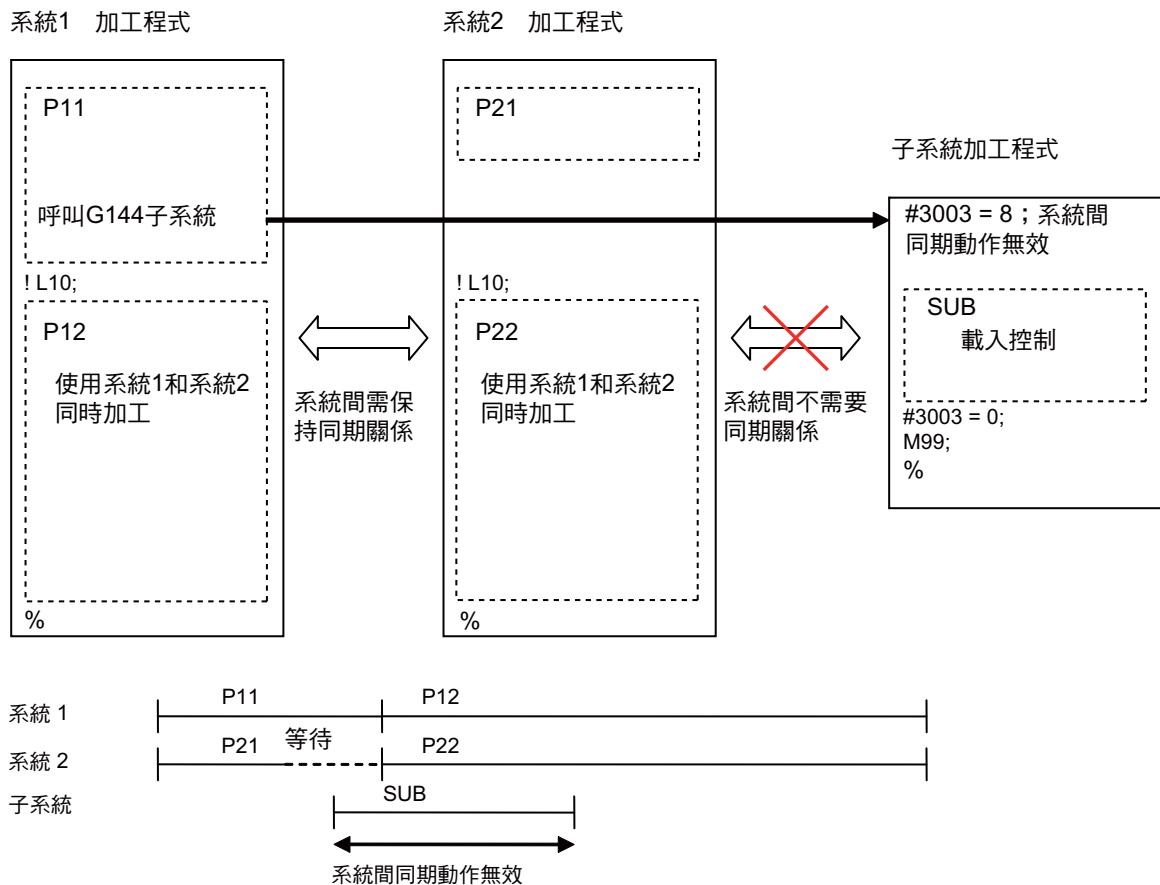 系統1 加工程式
系統2 加工程式
P11
呼叫G144子系統
! L10;
P12
使用系統1和系統2
同時加工
%
系統間需保
持同期關係
P21
! L10;
P22
使用系統1和系統2
同時加工
%
系統間不需要
同期關係
子系統加工程式
#3003 = 8；系統間
同期動作無效
SUB
載入控制
#3003 = 0;
M99;
%
系統 1
P11
P12
系統 2
P21
等待
P22
子系統
SUB
系統間同期動作無效